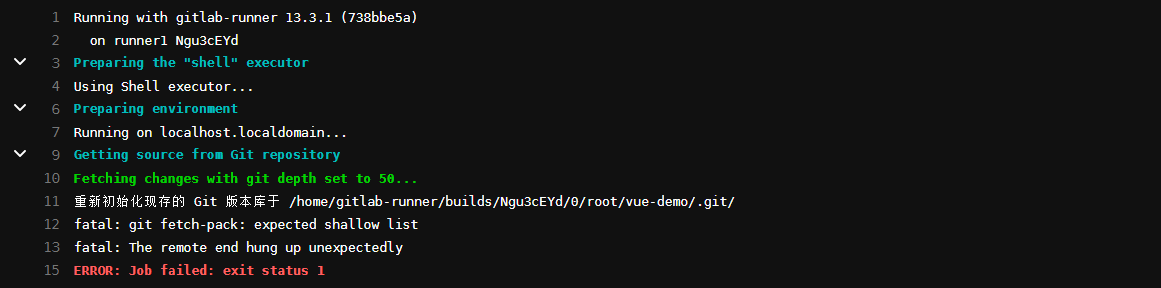 1 Running with gitlab-runner 13.3.1 (738bbe5a)
2 on runner1 Ngu3cEYd
3 Preparing the "shell" executor
4 Using Shell executor...
6 Preparing environment
7 Running on localhost.localdomain...
9 Getting source from Git repository
10 Fetching changes with git depth set to 50...
11 重新初始化现存的 Git 版本库于 /home/gitlab-runner/builds/Ngu3cEYd/0/root/vue-demo/.git/
12 fatal: git fetch-pack: expected shallow list
13 fatal: The remote end hung up unexpectedly
15 ERROR: Job failed: exit status 1